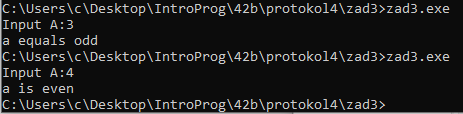 C:\Users\c\Desktop\IntroProg\42b\protokol4\zad3>zad3.exe
Input A:3
a equals odd
C:\Users\c\Desktop\IntroProg\42b\protokol4\zad3>zad3.exe
Input A:4
a is even
C:\Users\c\Desktop\IntroProg\42b\protokol4\zad3>